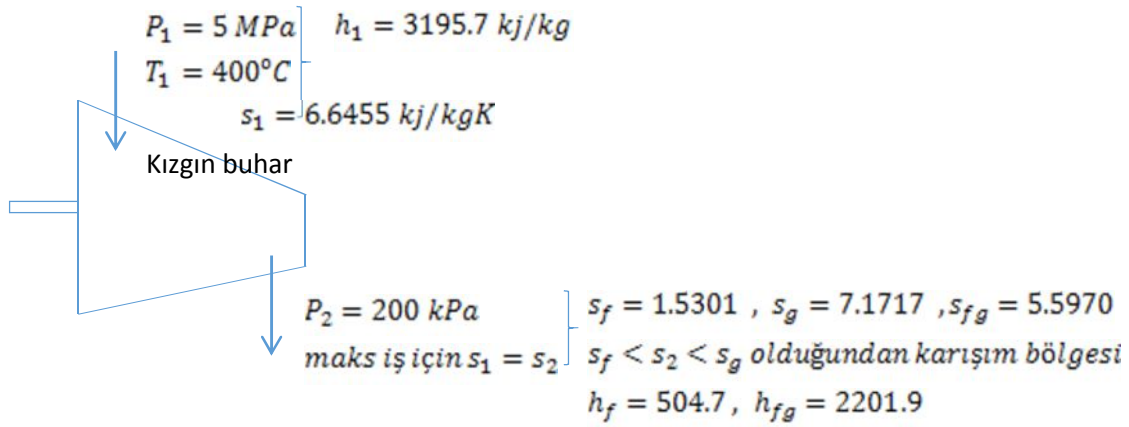 P₁ = 5 MPa h₁ = 3195.7 kj/kg
T₁ = 400°C
s₁ = 6.6455 kj/kgK
Kızgın buhar
P₂ = 200 kPa s_f = 1.5301 , s_g = 7.1717 ,s_fg = 5.5970
maks iş için s₁ = s₂ s_f < s₂ < s_g olduğundan karışım bölgesi
h_f = 504.7 , h_fg = 2201.9